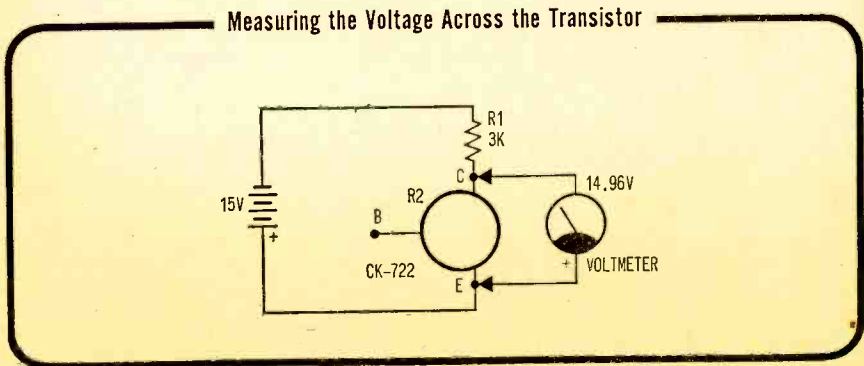 Measuring the Voltage Across the Transistor
R1
3K
C
14.96V
15V
R2
B
+
CK-722
+ VOLTMETER
E